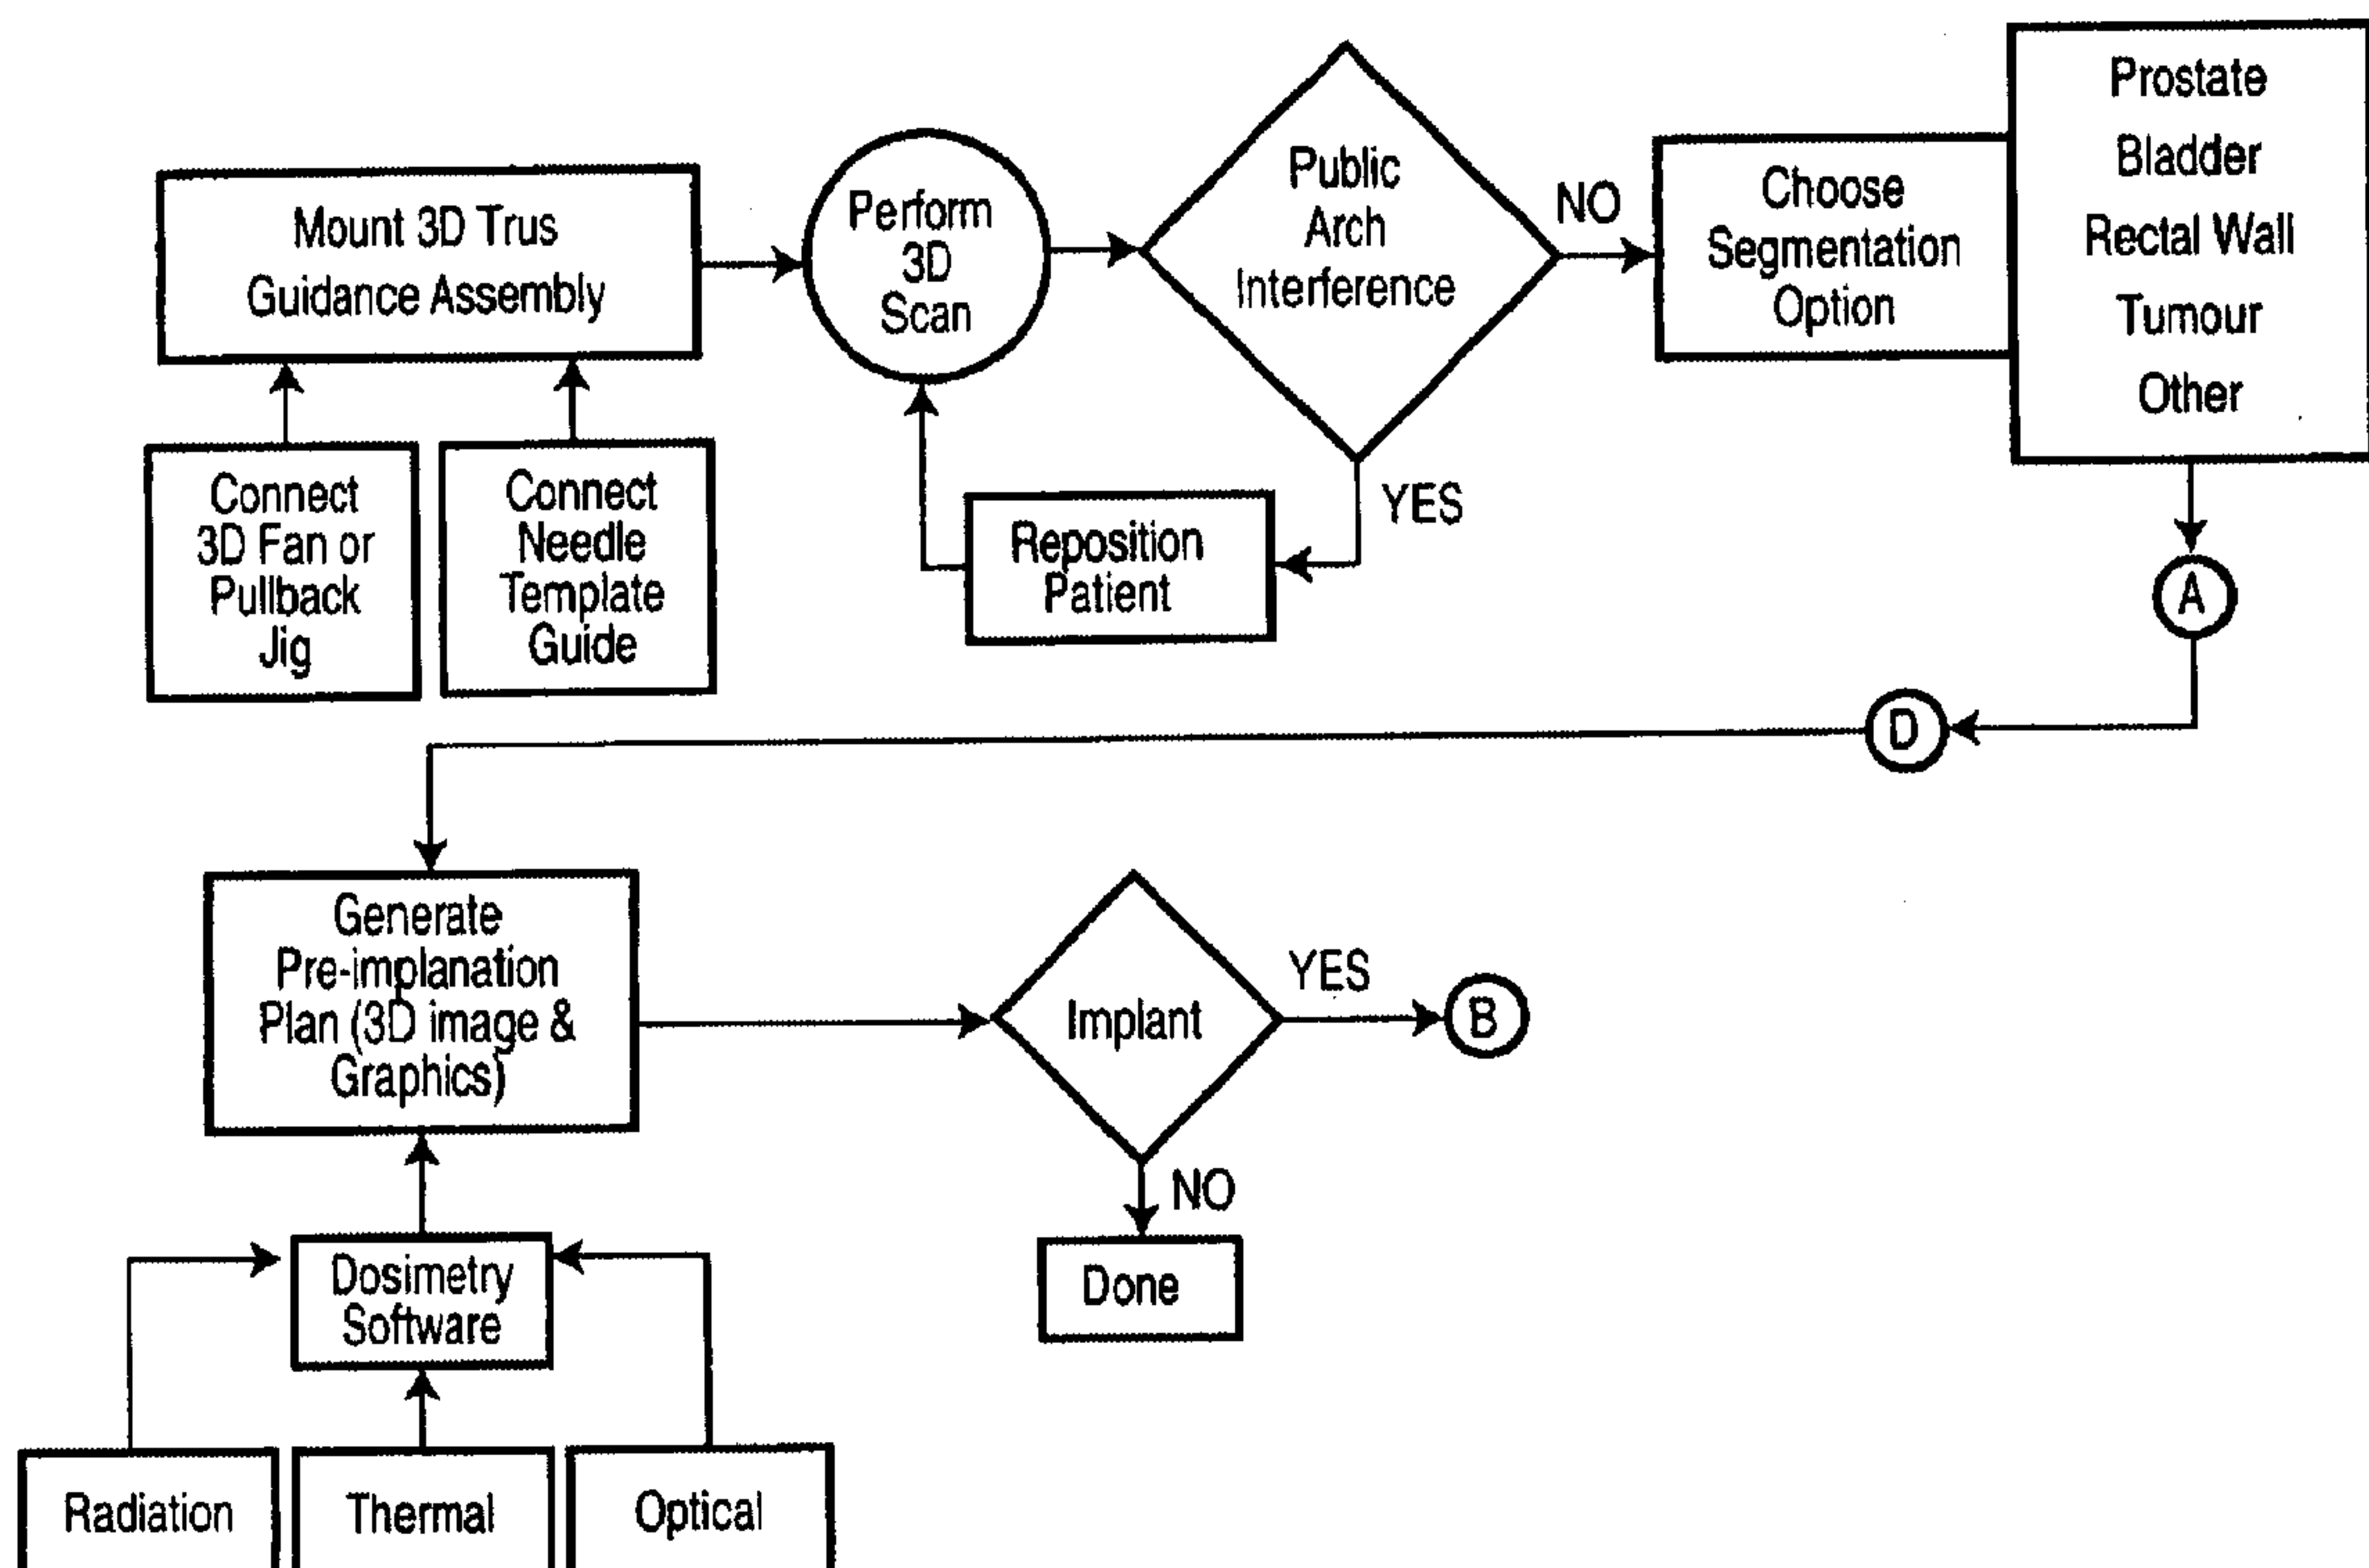 Mount 3D Trus
Guidance Assembly
Connect
3D Fan or
Pullback
Jig
Connect
Needle
Template
Guide
Perform
3D
Scan
Public
Arch
Interference
NO
YES
Reposition
Patient
Choose
Segmentation
Option
Prostate
Bladder
Rectal Wall
Tumour
Other
A
D
Generate
Pre-implanation
Plan (3D image &
Graphics)
Implant
YES
B
NO
Done
Dosimetry
Software
Radiation
Thermal
Optical